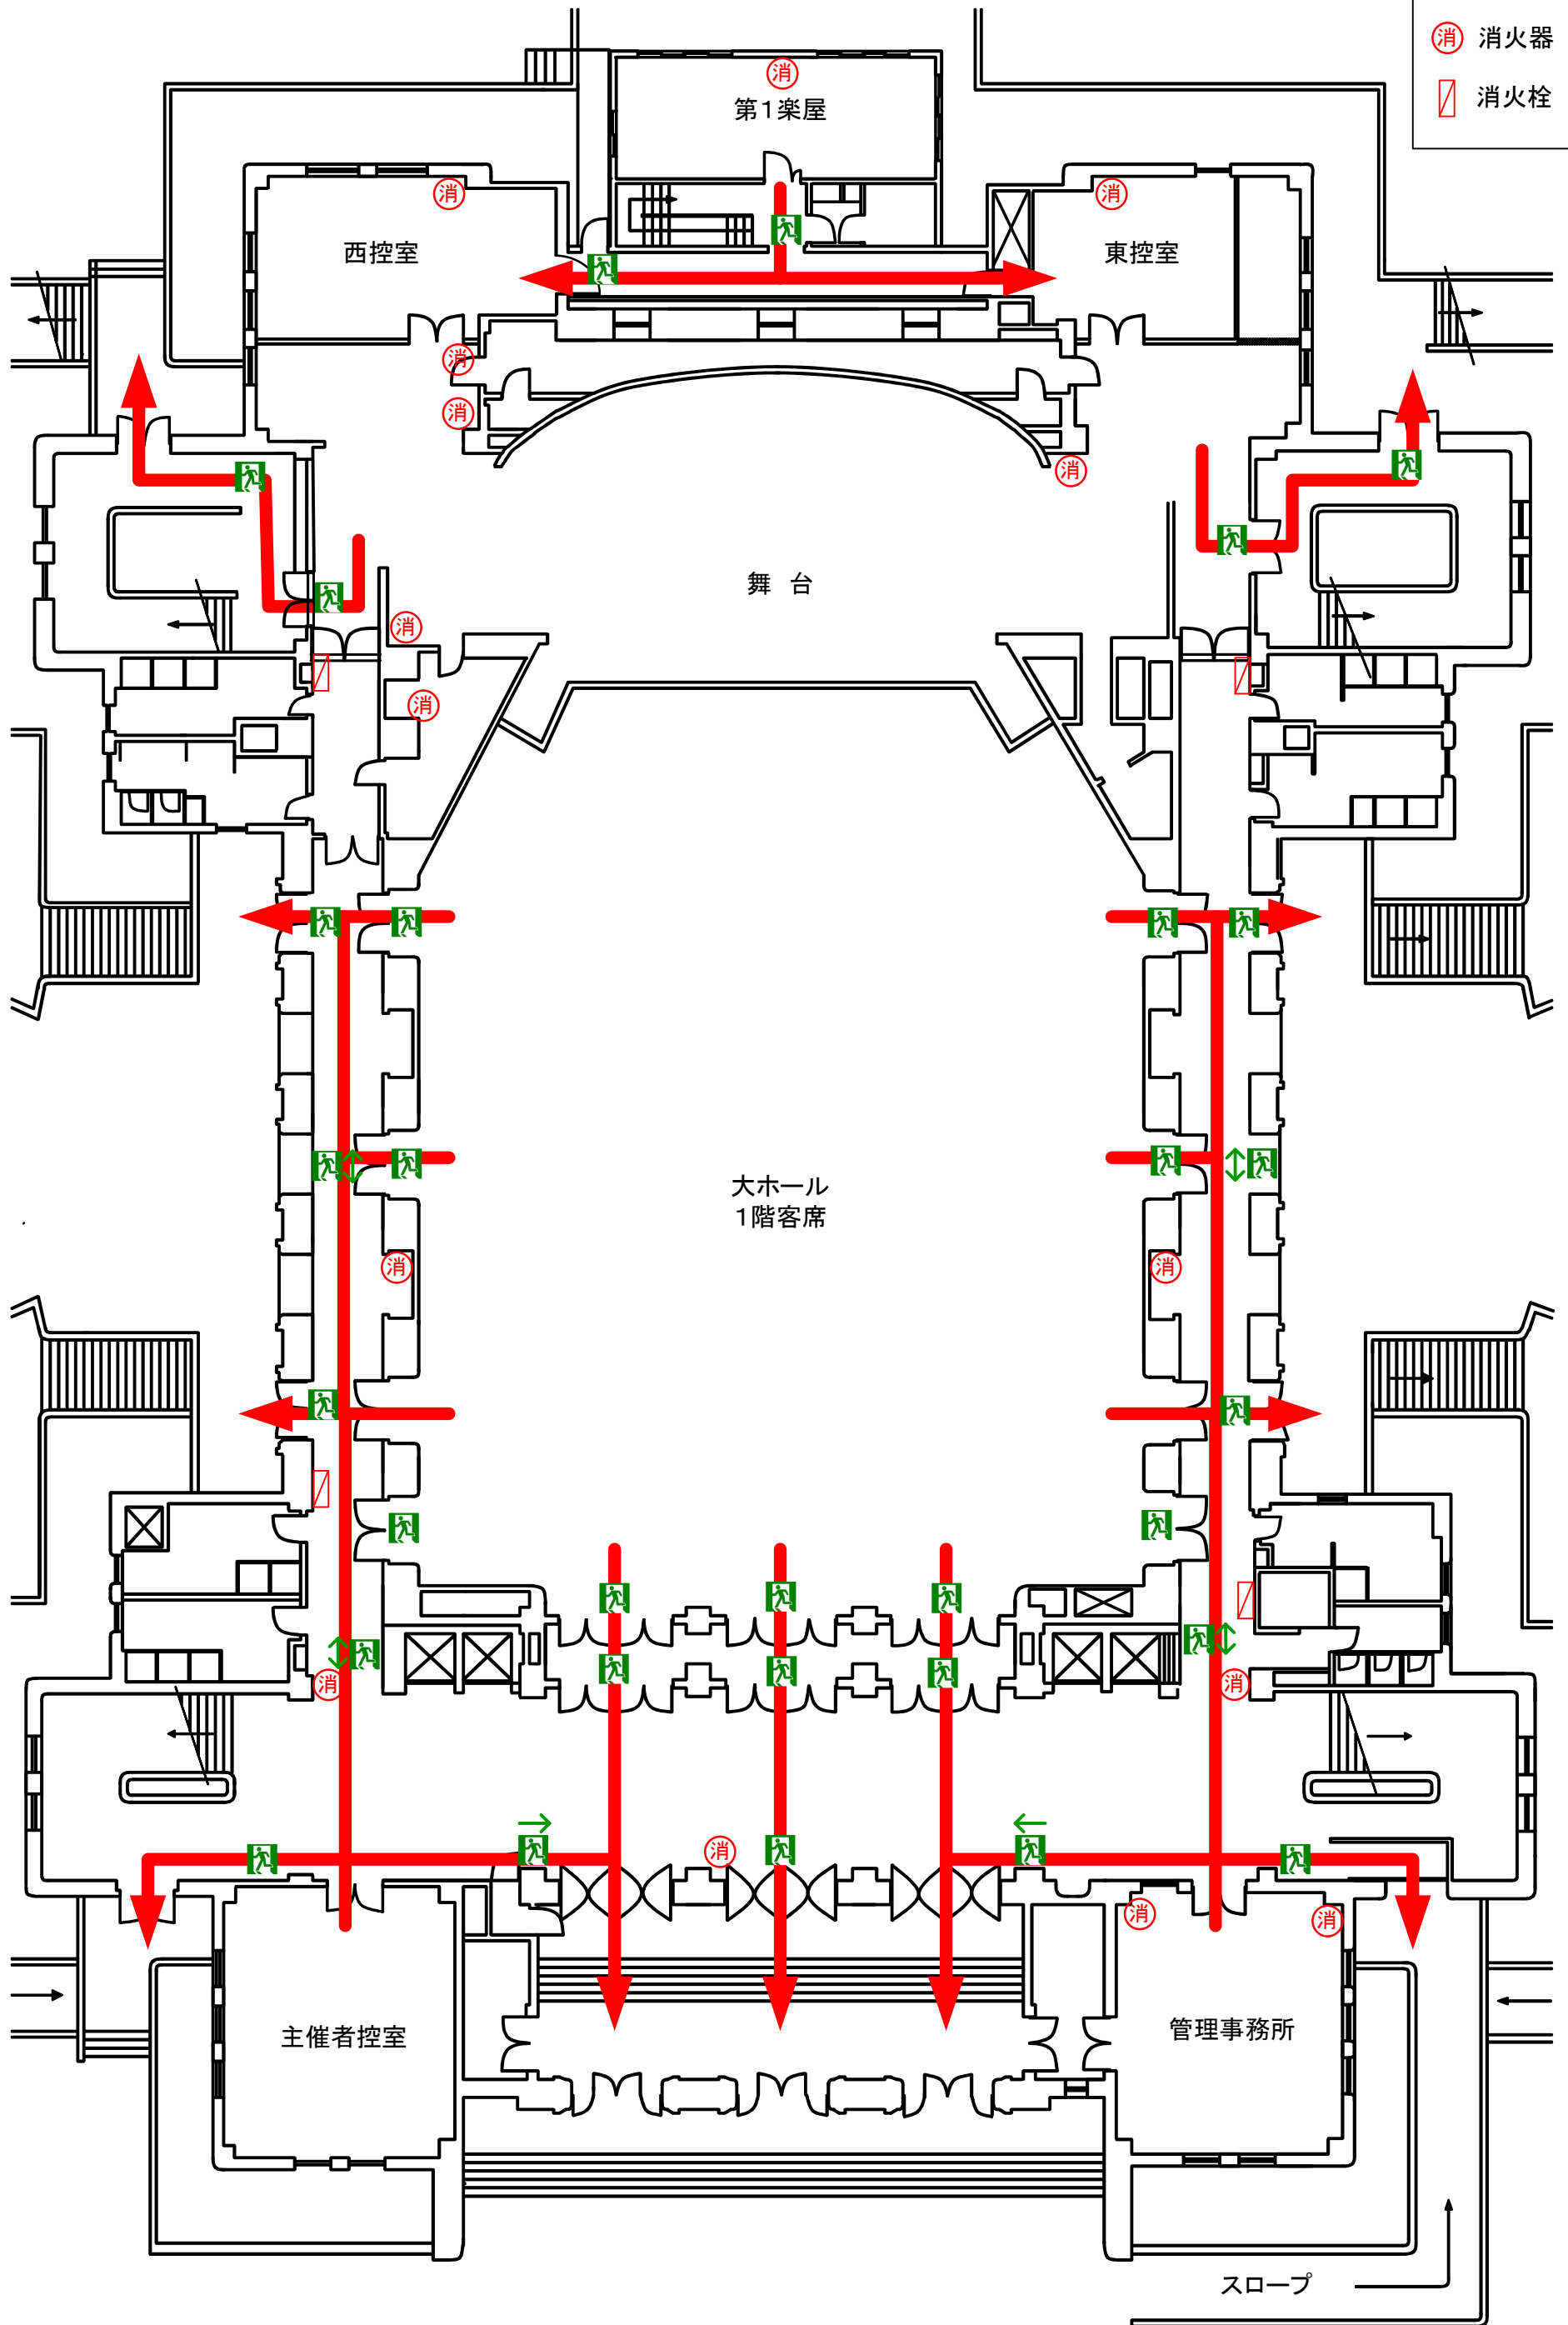 消 消火器
消火栓
消
第1楽屋
消
消
西控室
東控室
消
消
消
舞 台
消
消
大ホール
1階客席
消
消
消
消
消
消
消
主催者控室
管理事務所
スロープ